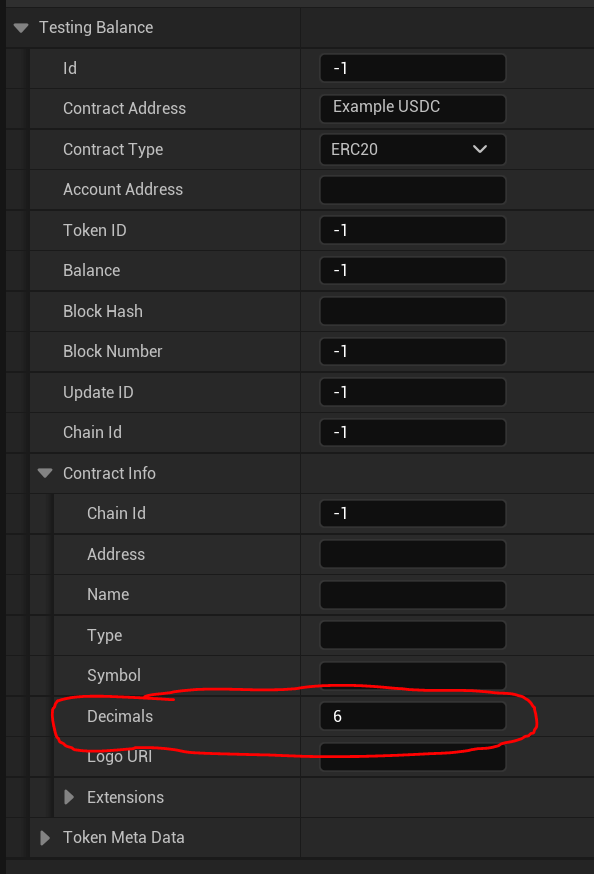 Testing Balance
Id -1
Contract Address Example USDC
Contract Type ERC20
Account Address
Token ID -1
Balance -1
Block Hash
Block Number -1
Update ID -1
Chain Id -1
Contract Info
Chain Id -1
Address
Name
Type
Symbol
Decimals 6
Logo URI
Extensions
Token Meta Data